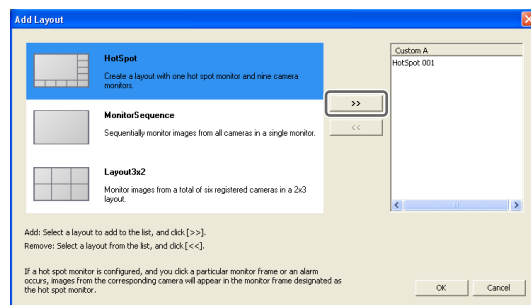 Add Layout
HotSpot
Create a layout with one hot spot monitor and nine camera
monitors.
MonitorSequence
Sequentially monitor images from all cameras in a single monitor.
Layout3x2
Monitor images from a total of six registered cameras in a 2x3
layout.
>>
<<
Custom A
HotSpot 001
Add: Select a layout to add to the list, and click [>>].
Remove: Select a layout from the list, and click [<<].
If a hot spot monitor is configured, and you click a particular monitor frame or an alarm
occurs, images from the corresponding camera will appear in the monitor frame designated as
the hot spot monitor.
OK
Cancel